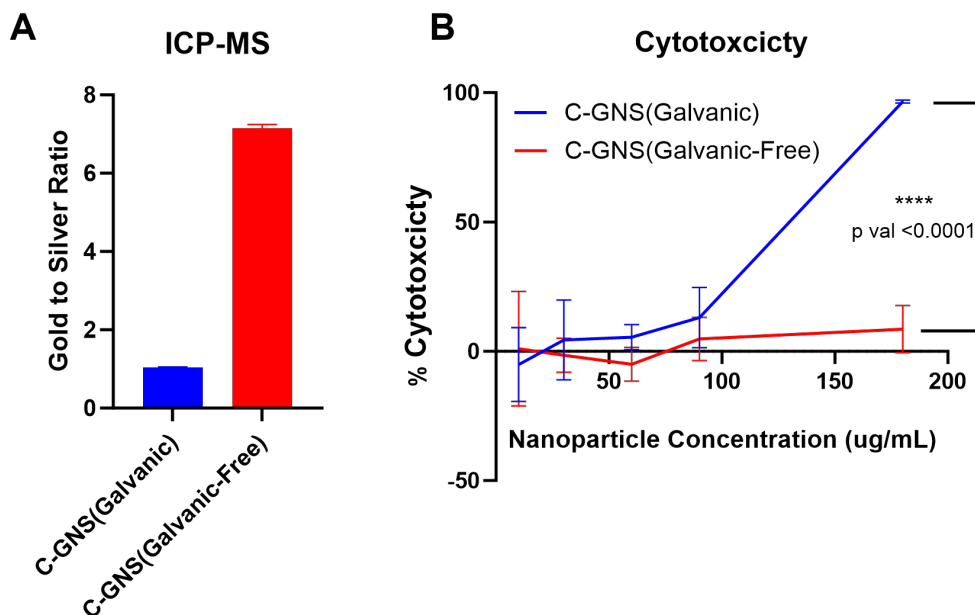 A
ICP-MS
Gold to Silver Ratio
8
6
4
2
0
C-GNS(Galvanic)
C-GNS(Galvanic-Free)
B
Cytotoxcicty
% Cytotoxcicty
100
50
0
-50
C-GNS(Galvanic)
C-GNS(Galvanic-Free)
****
p val <0.0001
50
100
150
200
Nanoparticle Concentration (ug/mL)